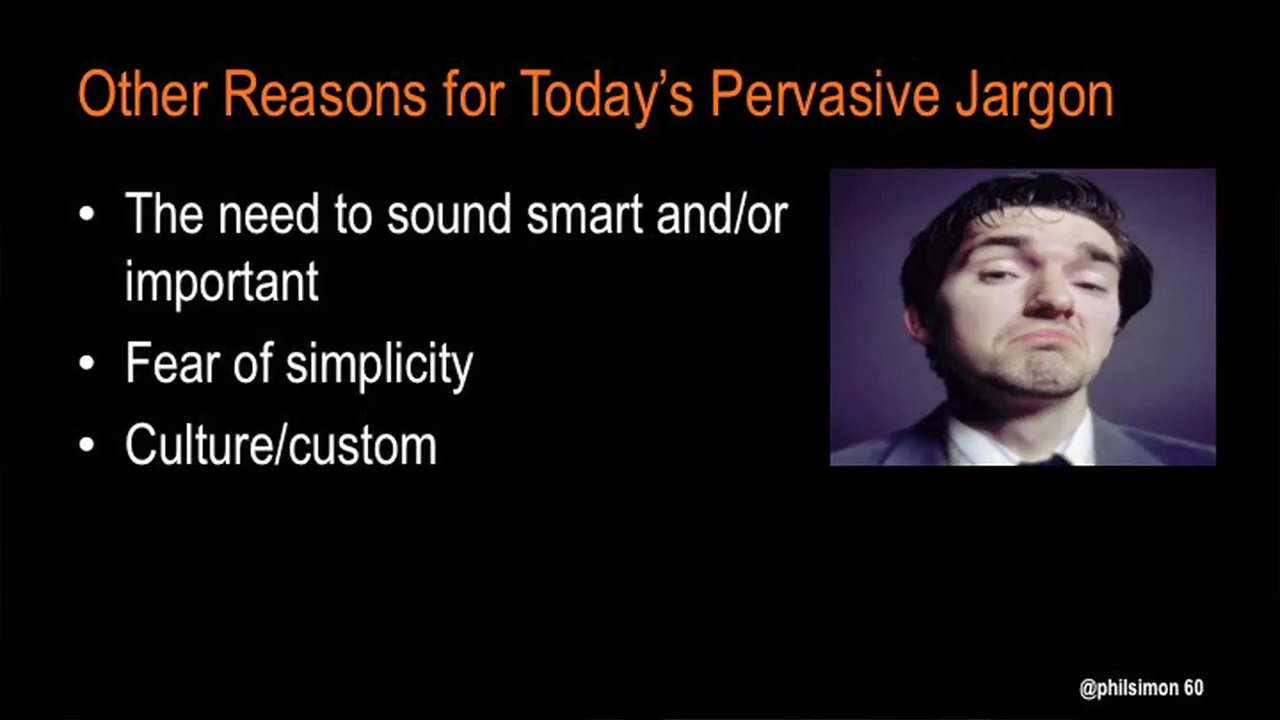 Other Reasons for Today's Pervasive Jargon
• The need to sound smart and/or
important
• Fear of simplicity
• Culture/custom
@philsimon 60